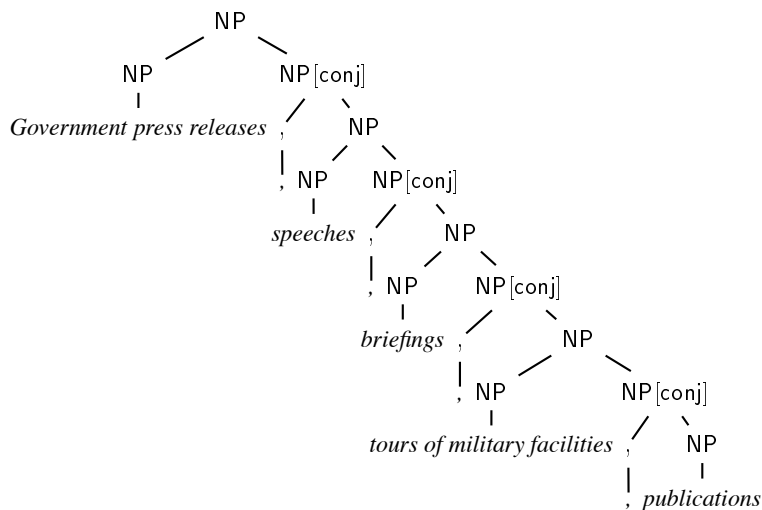 NP
NP NP[conj]
Government press releases , NP
, NP NP[conj]
speeches , NP
, NP NP[conj]
briefings , NP
, NP NP[conj]
tours of military facilities , NP
, publications